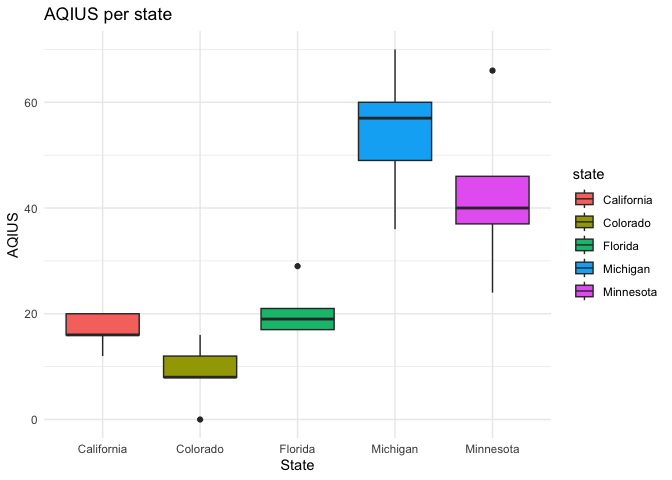 AQIUS per state
AQIUS
60
40
20
0
California Colorado Florida Michigan Minnesota
State
state
California
Colorado
Florida
Michigan
Minnesota